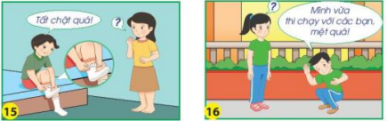 Tất chật quá!
?
15
?
Mình vừa
thi chạy với các bạn,
mệt quá!
16